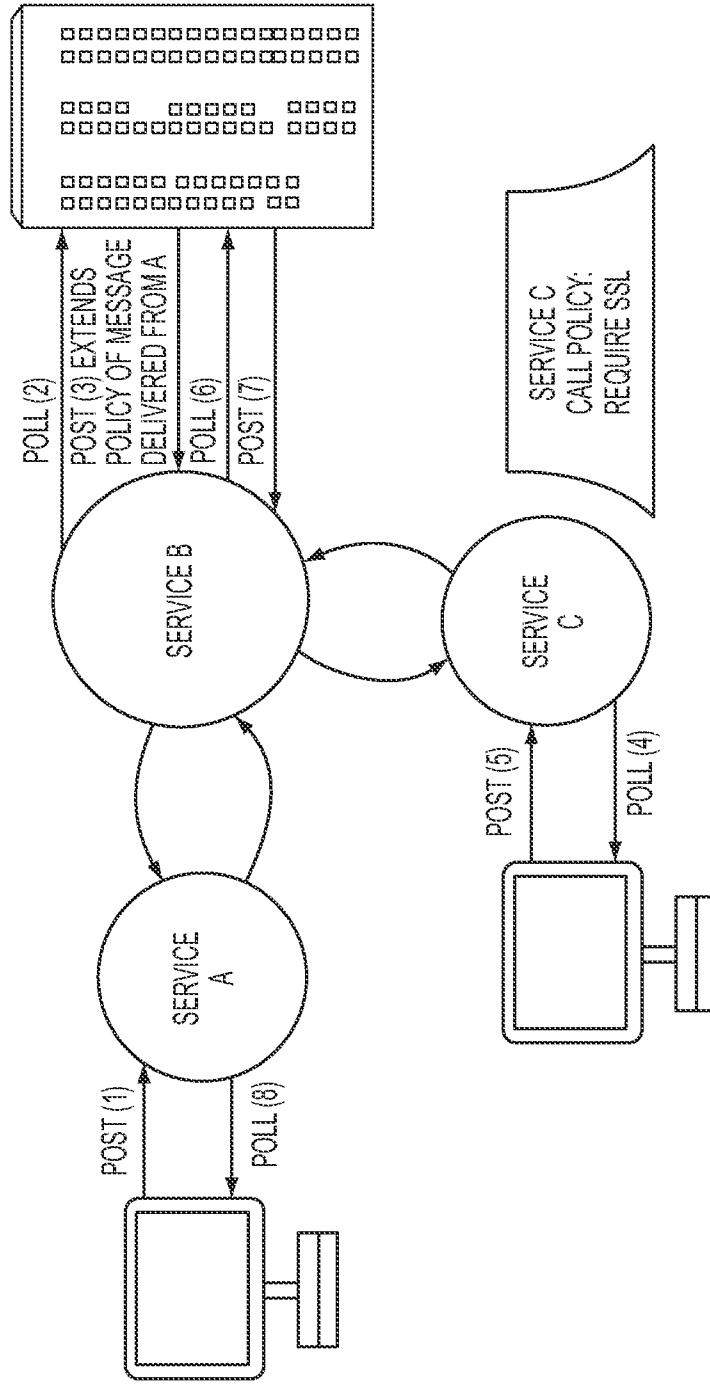 POST (1)
SERVICE
A
POLL (8)
SERVICE B
POLL (2)
POST (3) EXTENDS
POLICY OF MESSAGE
DELIVERED FROM A
POLL (6)
POST (7)
POST (5)
POLL (4)
SERVICE
C
SERVICE C
CALL POLICY:
REQUIRE SSL